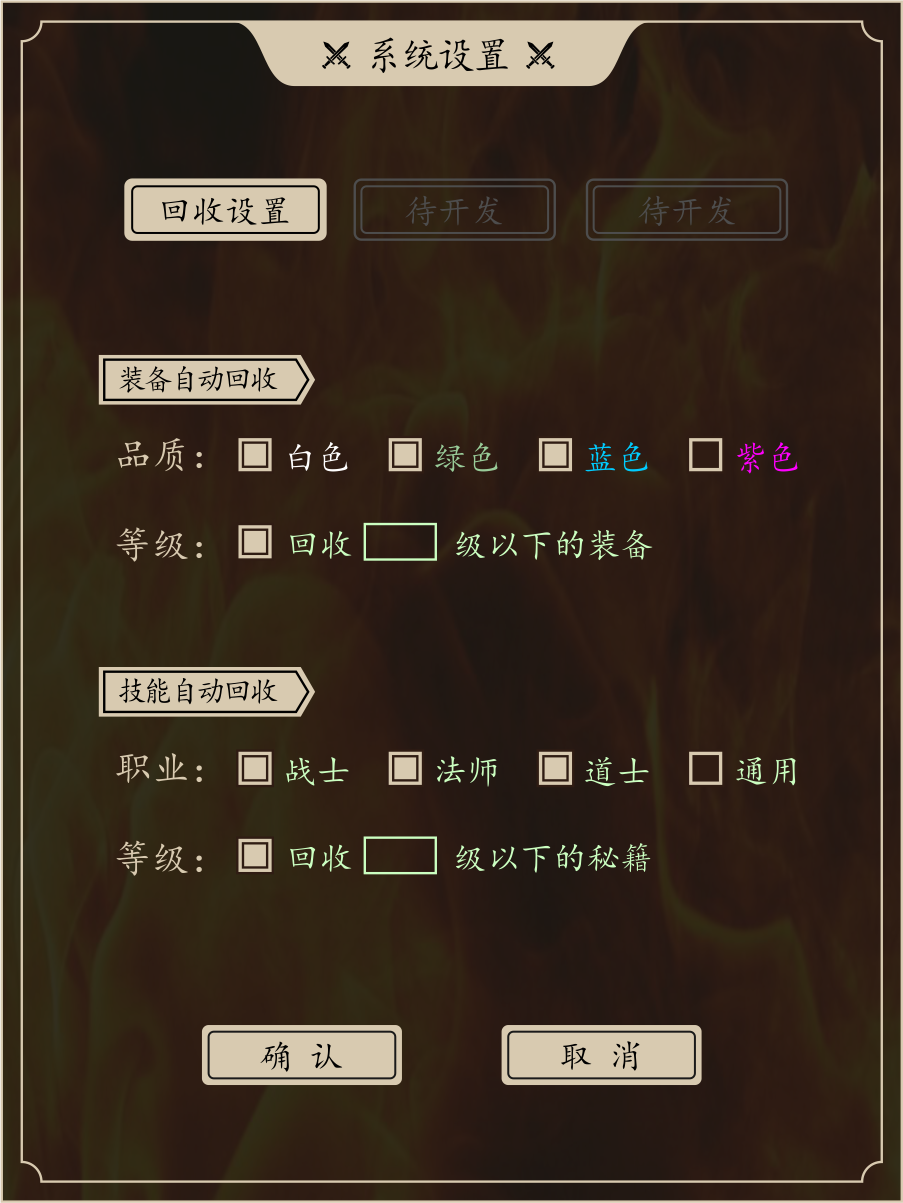 系统设置
回收设置 待开发 待开发
装备自动回收
品质： 白色 绿色 蓝色 紫色
等级： 回收 级以下的装备
技能自动回收
职业： 战士 法师 道士 通用
等级： 回收 级以下的秘籍
确 认 取 消